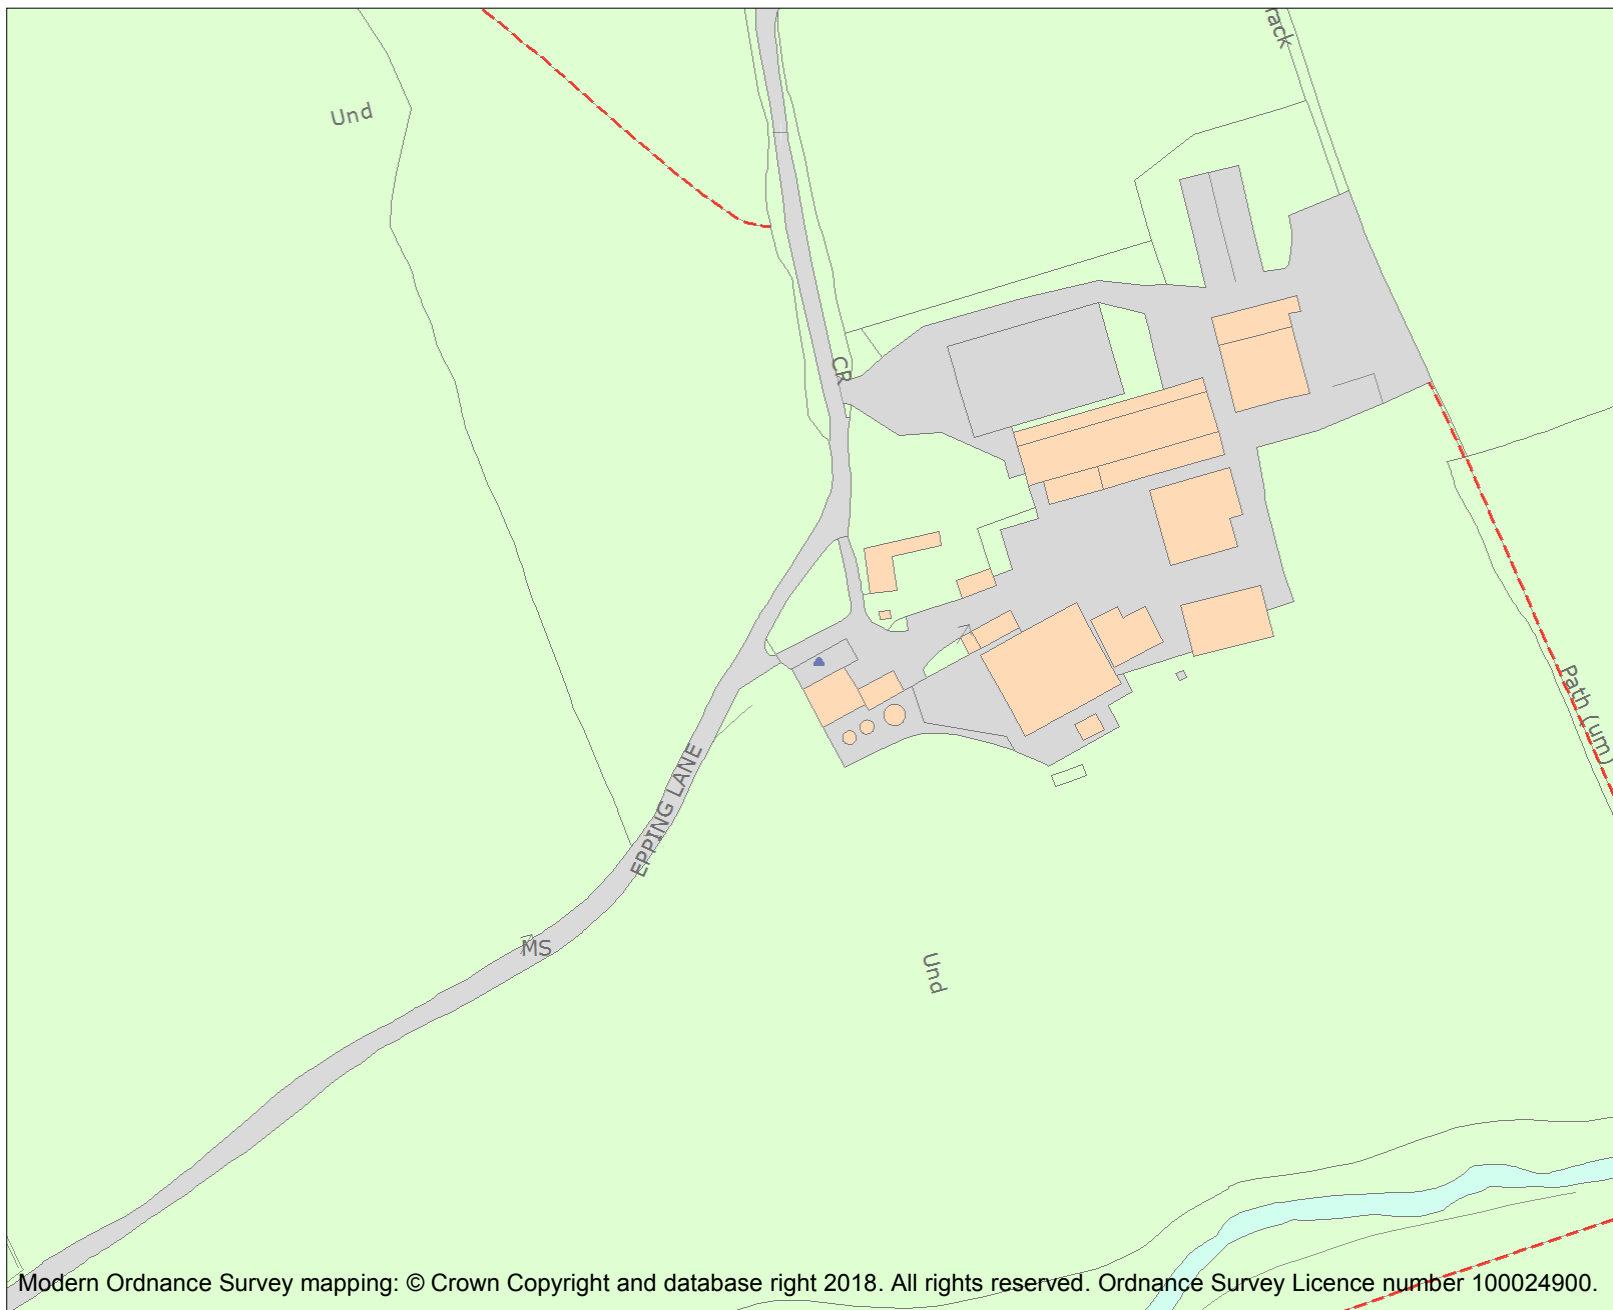 rack
Und
CR
Path (um)
EPPING LANE
MS
Und
Modern Ordnance Survey mapping: © Crown Copyright and database right 2018. All rights reserved. Ordnance Survey Licence number 100024900.